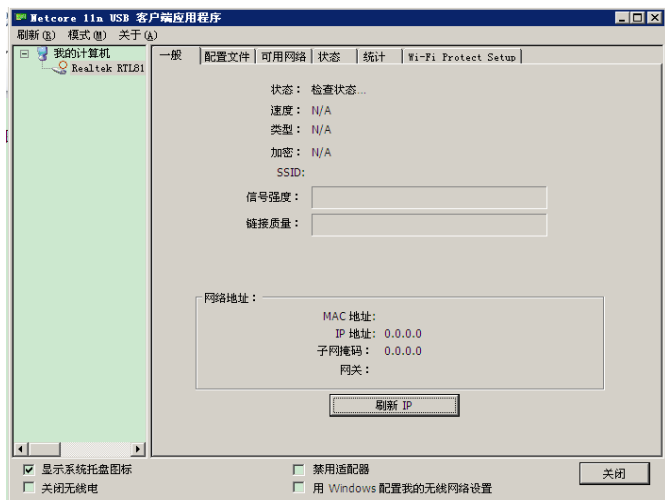 Netcore 11n USB 客户端应用程序
刷新(R) 模式(M) 关于(A)
我的计算机
Realtek RTL81
一般 配置文件 可用网络 状态 统计 Wi-Fi Protect Setup
状态： 检查状态...
速度： N/A
类型： N/A
加密： N/A
SSID:
信号强度：
链接质量：
网络地址：
MAC 地址:
IP 地址: 0.0.0.0
子网掩码： 0.0.0.0
网关：
刷新 IP
显示系统托盘图标 禁用适配器 关闭
关闭无线电 用 Windows 配置我的无线网络设置